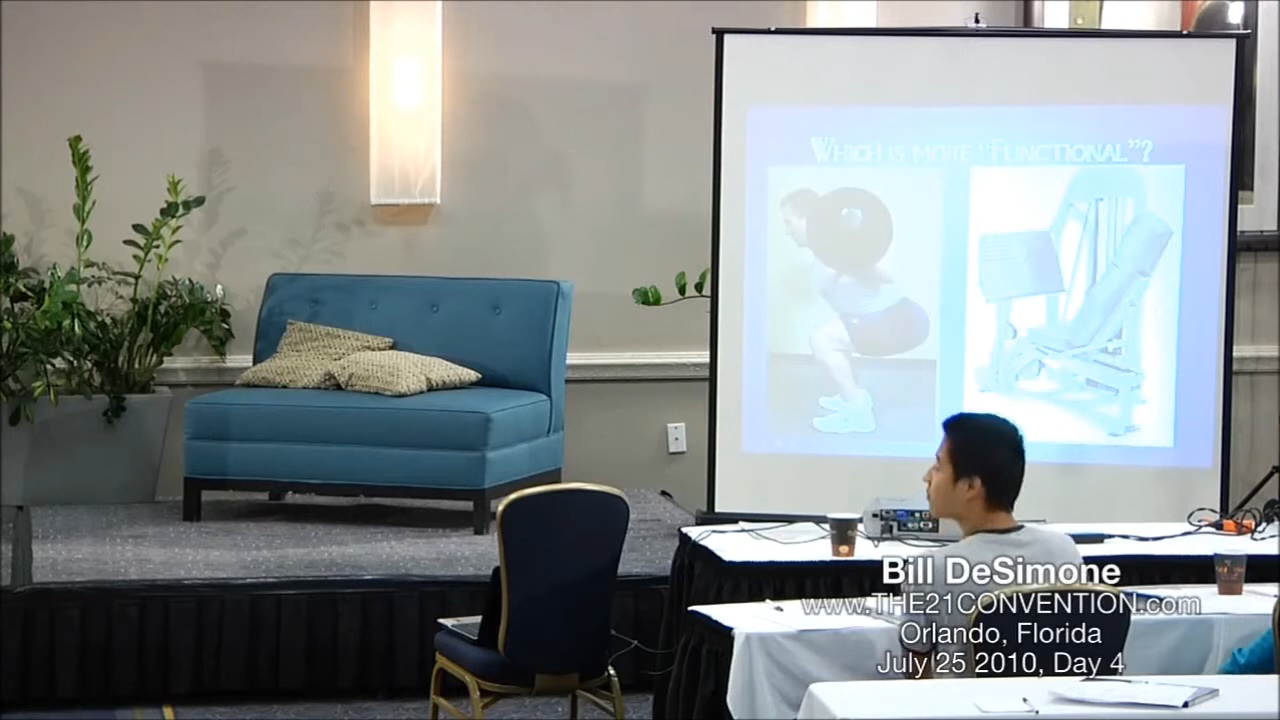 Which is more "Functional"?
Bill DeSimone
www.THE21CONVENTION.com
Orlando, Florida
July 25 2010, Day 4